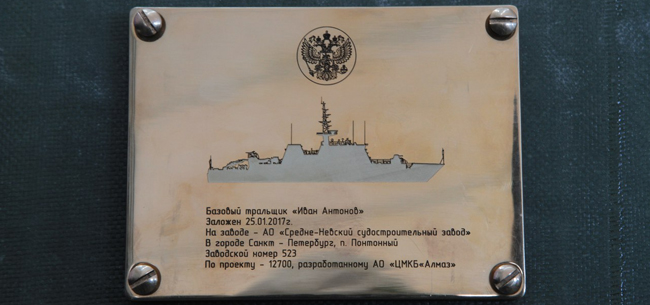 Базовый тральщик «Иван Антонов»
Заложен 25.01.2017г.
На заводе - АО «Средне-Невский судостроительный завод»
В городе Санкт - Петербург, п. Понтонный
Заводской номер 523
По проекту - 12700, разработанному АО «ЦМКБ«Алмаз»